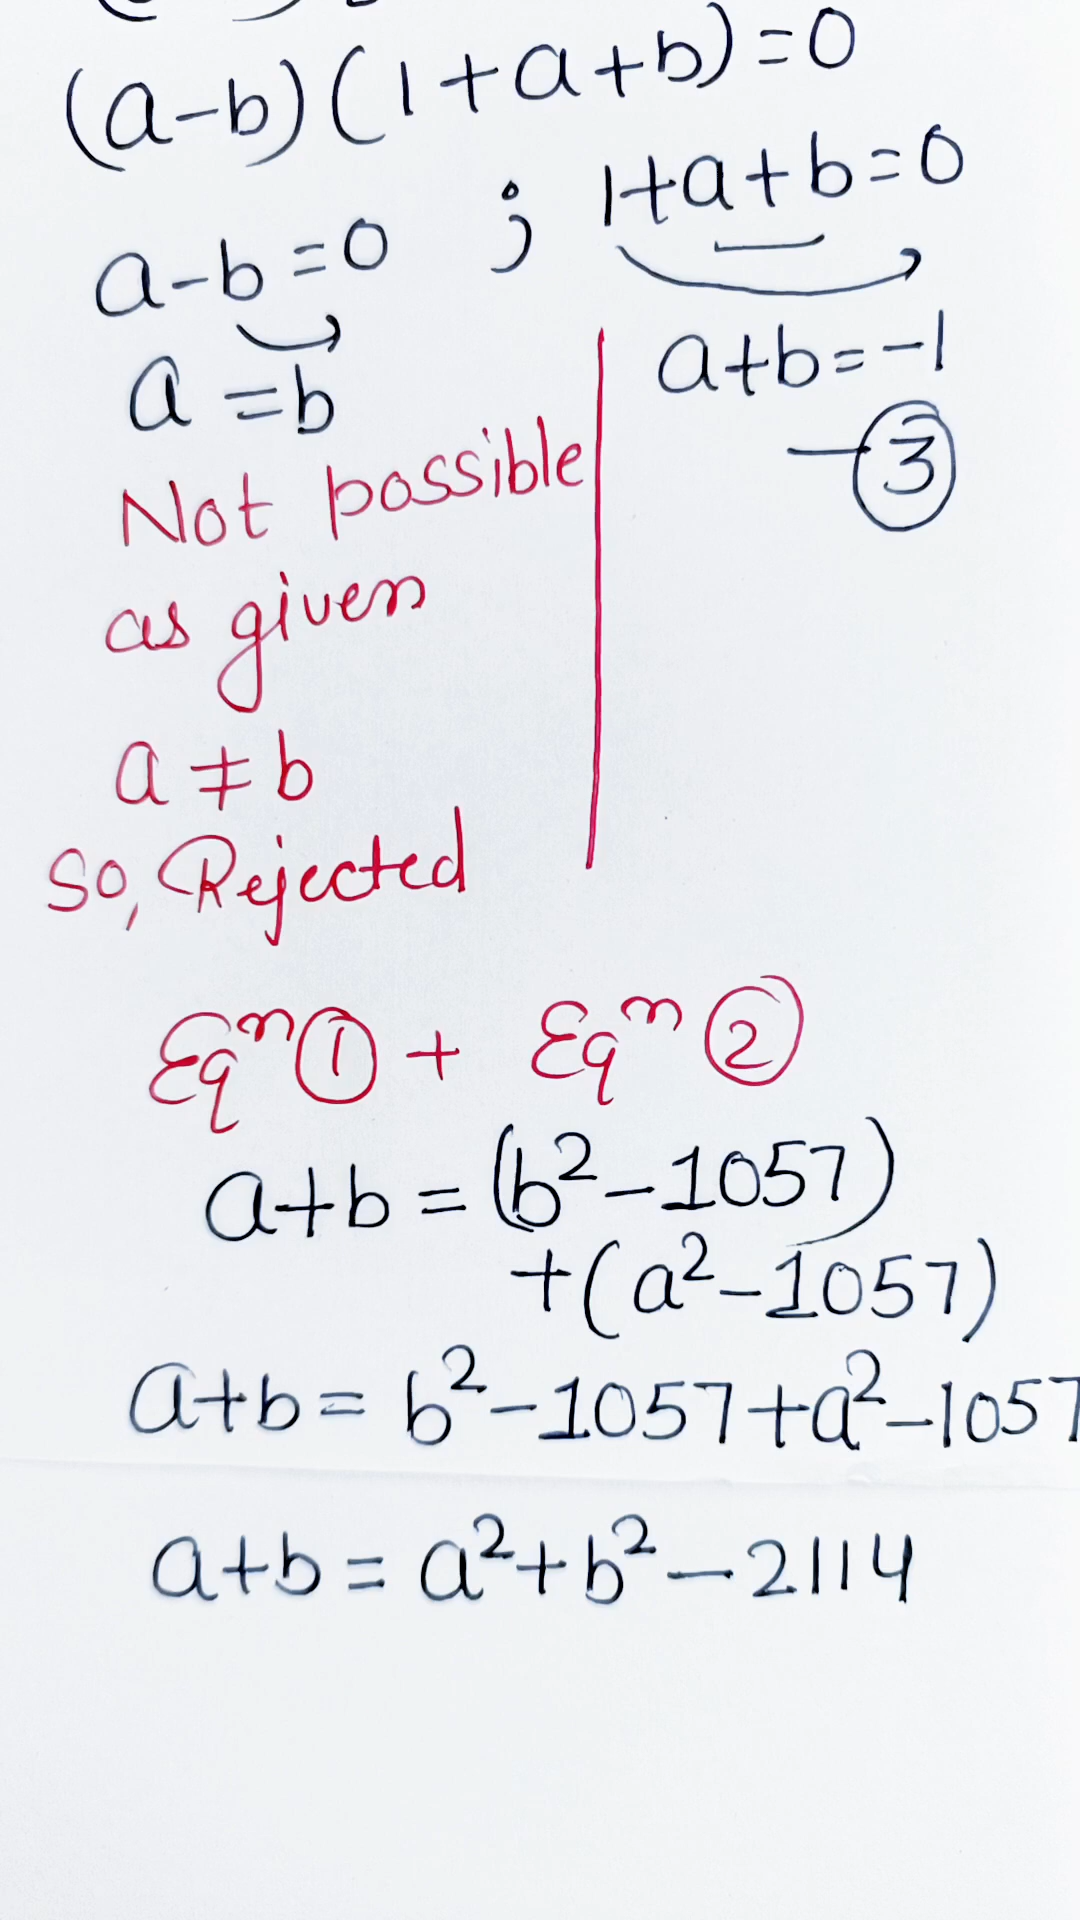 (a-b)(1+a+b)=0
a-b=0 ; 1+a+b=0
a=b
a+b=-1
-③
Not possible
as given
a≠b
So, Rejected
Eqⁿ① + Eqⁿ②
a+b=(b²-1057)
+(a²-1057)
a+b=b²-1057+a²-1057
a+b=a²+b²-2114